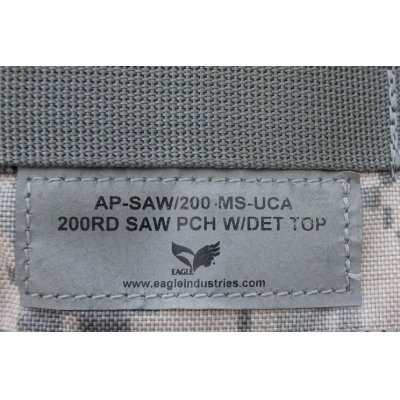 AP-SAW/200 MS-UCA
200RD SAW PCH W/DET TOP
EAGLE
www.eagleindustries.com